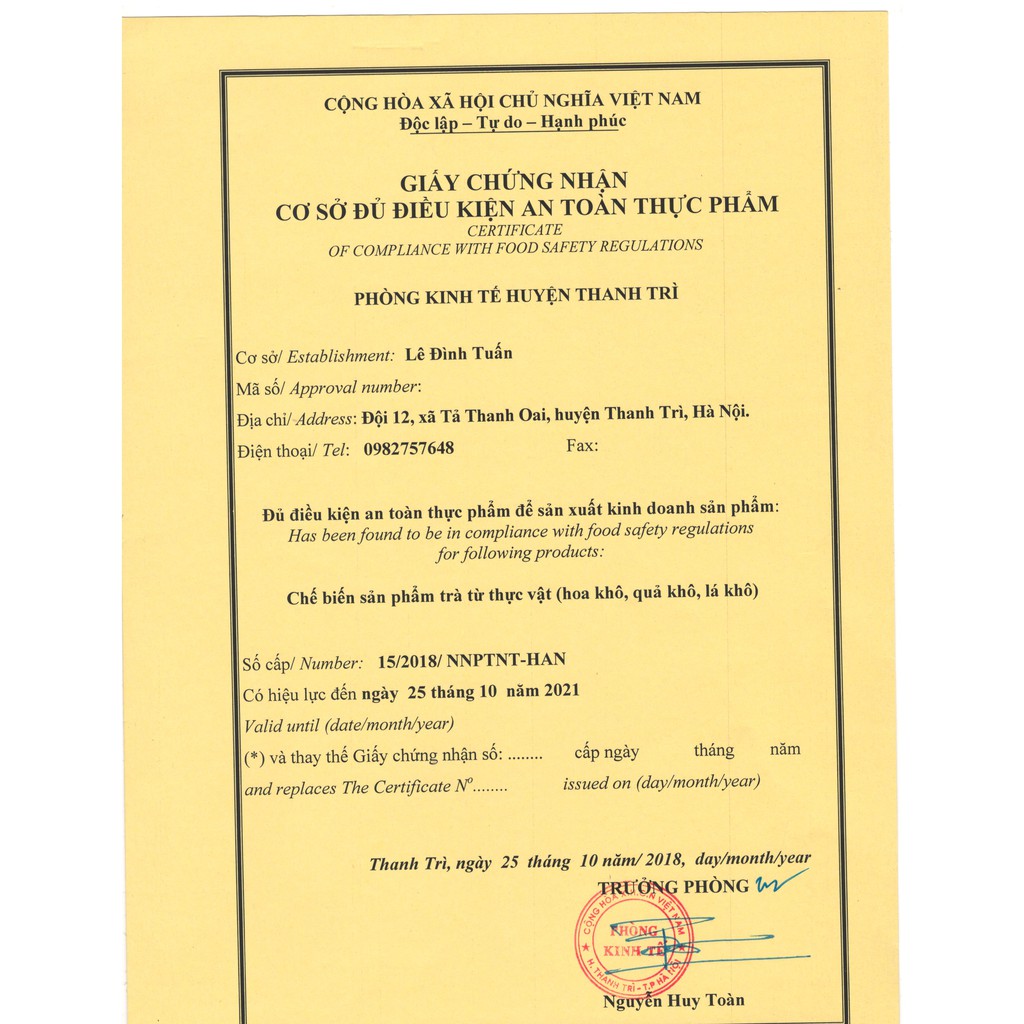 CỘNG HÒA XÃ HỘI CHỦ NGHĨA VIỆT NAM
Độc lập – Tự do – Hạnh phúc
GIẤY CHỨNG NHẬN
CƠ SỞ ĐỦ ĐIỀU KIỆN AN TOÀN THỰC PHẨM
CERTIFICATE
OF COMPLIANCE WITH FOOD SAFETY REGULATIONS
PHÒNG KINH TẾ HUYỆN THANH TRÌ
Cơ sở/ Establishment: Lê Đình Tuấn
Mã số/ Approval number:
Địa chỉ/ Address: Đội 12, xã Tả Thanh Oai, huyện Thanh Trì, Hà Nội.
Điện thoại/ Tel: 0982757648 Fax:
Đủ điều kiện an toàn thực phẩm để sản xuất kinh doanh sản phẩm:
Has been found to be in compliance with food safety regulations
for following products:
Chế biến sản phẩm trà từ thực vật (hoa khô, quả khô, lá khô)
Số cấp/ Number: 15/2018/ NNPTNT-HAN
Có hiệu lực đến ngày 25 tháng 10 năm 2021
Valid until (date/month/year)
(*) và thay thế Giấy chứng nhận số: ........ cấp ngày tháng năm
and replaces The Certificate Nº........ issued on (day/month/year)
Thanh Trì, ngày 25 tháng 10 năm/ 2018, day/month/year
TRƯỞNG PHÒNG
CỘNG HÒA X.H.C.N VIỆT NAM
PHÒNG
KINH TẾ
H. THANH TRÌ - T.P HÀ NỘI
Nguyễn Huy Toàn